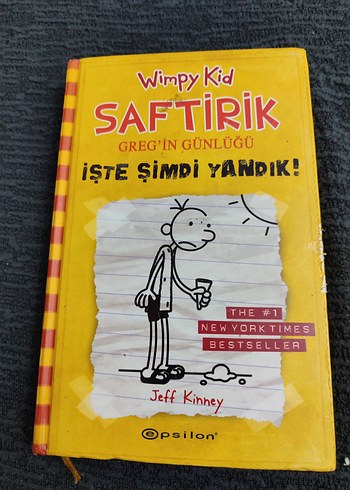 Wimpy Kid
SAFTİRİK
GREG'İN GÜNLÜĞÜ
İŞTE ŞİMDİ YANDIK!
THE #1
NEW YORK TIMES
BESTSELLER
Jeff Kinney
epsilon